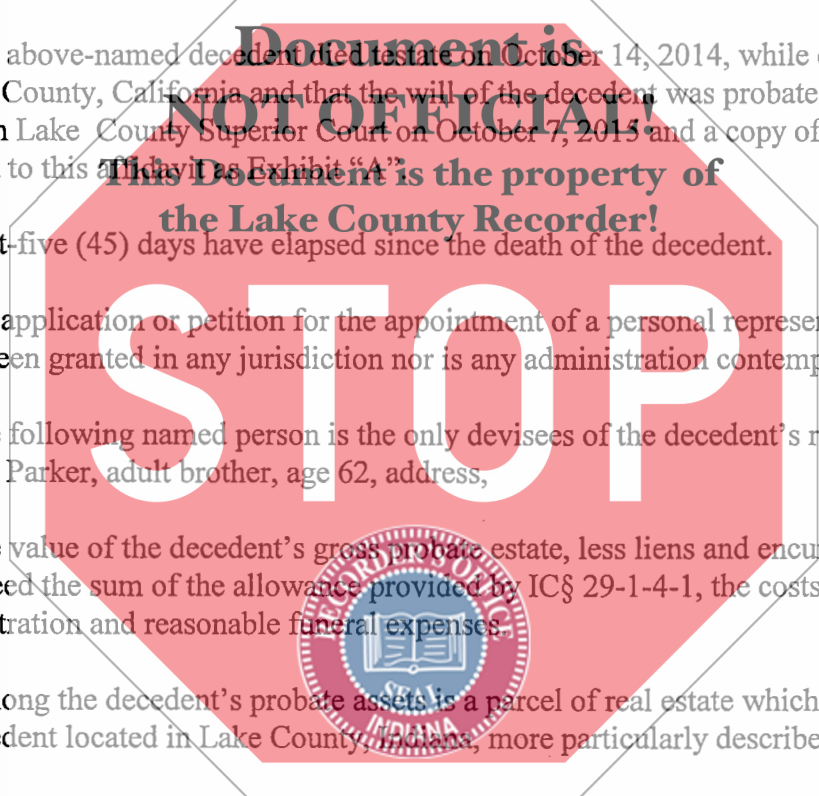 Document is
above-named decedent died testate on October 14, 2014, while
County, California and that the will of the decedent was probate
NOT OFFICIAL!
Lake County Superior Court on October 7, 2015 and a copy of
to this affidavit as Exhibit "A".
This Document is the property of
the Lake County Recorder!
t-five (45) days have elapsed since the death of the decedent.
application or petition for the appointment of a personal represen
een granted in any jurisdiction nor is any administration contemp
STOP
following named person is the only devisees of the decedent's r
Parker, adult brother, age 62, address,
value of the decedent's gross probate estate, less liens and encu
eed the sum of the allowance provided by IC§ 29-1-4-1, the costs
tration and reasonable funeral expenses.
RECORDER'S OFFICE
SEAL
INDIANA
ong the decedent's probate assets is a parcel of real estate which
dent located in Lake County, Indiana, more particularly describe